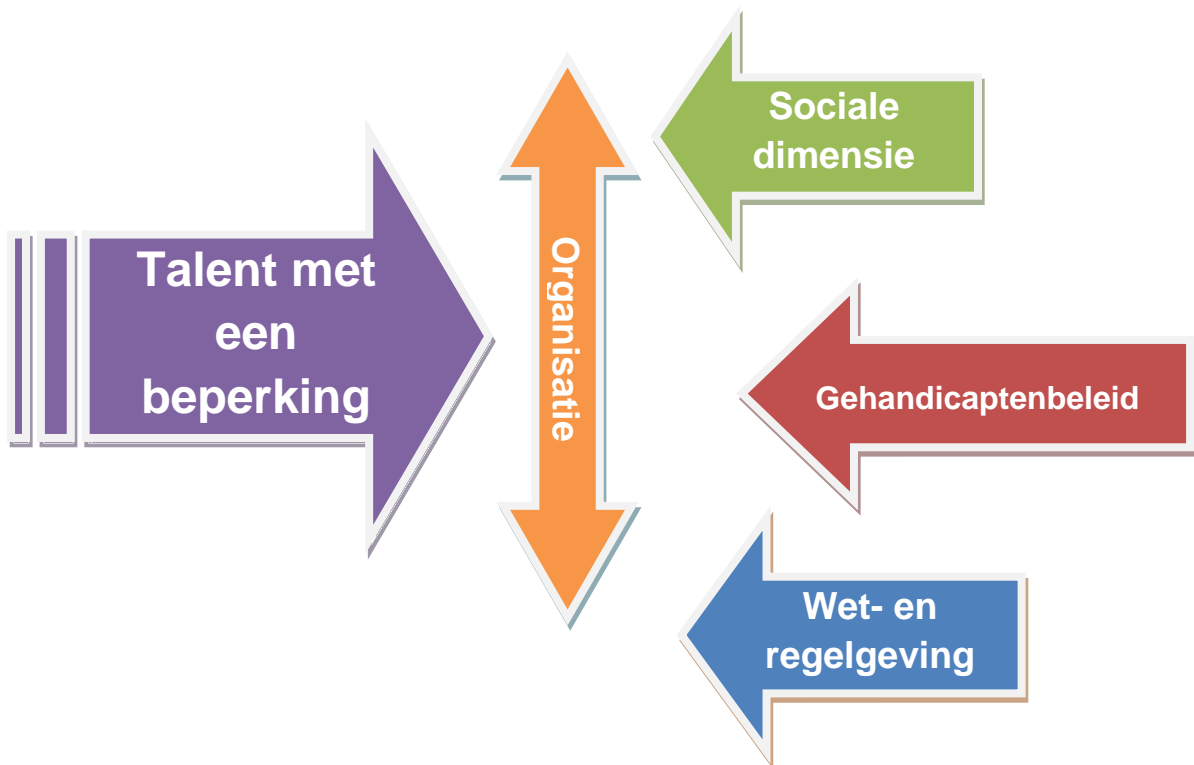 Talent met
een
beperking
Organisatie
Sociale
dimensie
Gehandicaptenbeleid
Wet- en
regelgeving